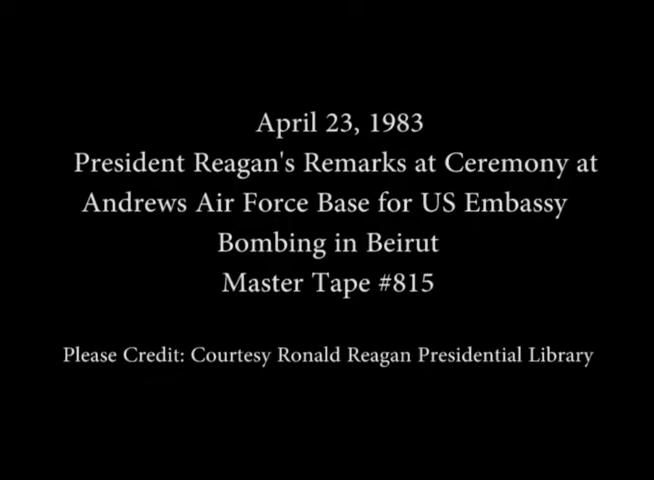 April 23, 1983
President Reagan's Remarks at Ceremony at
Andrews Air Force Base for US Embassy
Bombing in Beirut
Master Tape #815
Please Credit: Courtesy Ronald Reagan Presidential Library